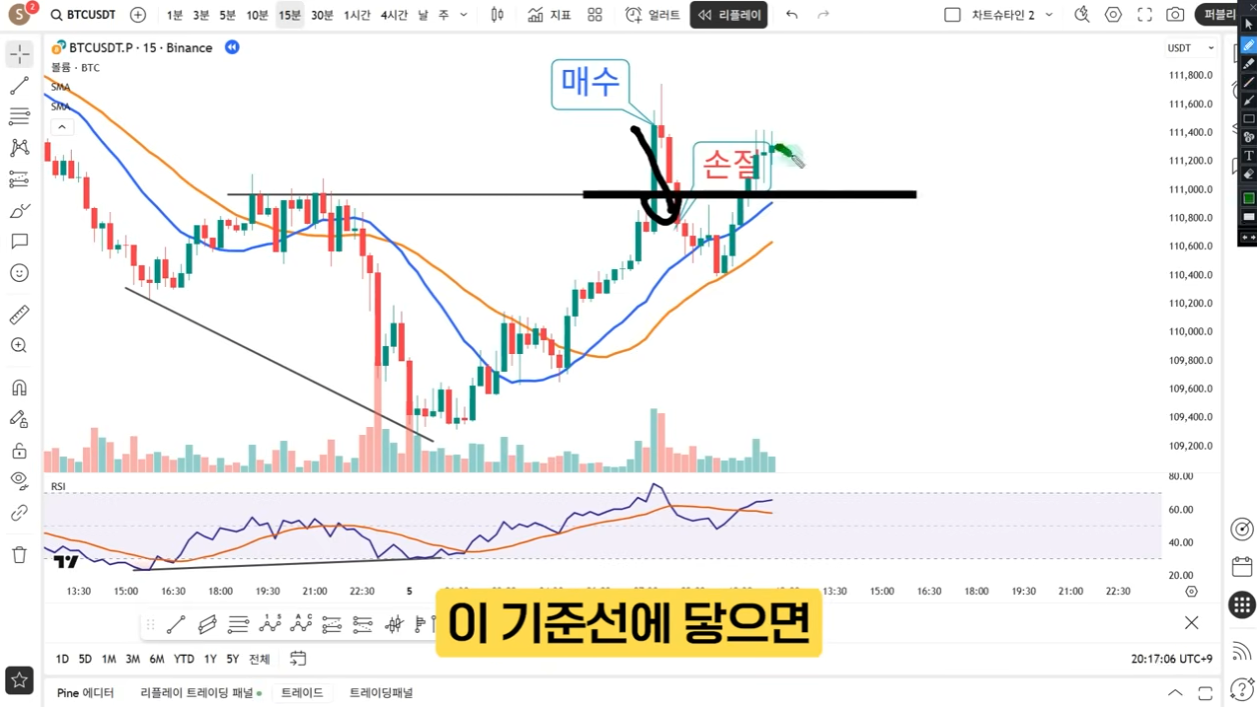 S 2 BTCUSDT 1분 3분 5분 10분 15분 30분 1시간 4시간 날 주 지표 얼러트 리플레이 차트슈타인 2 퍼블리
BTCUSDT.P · 15 · Binance
볼륨 · BTC
SMA
SMA
매수
손절
USDT
111,800.0
111,600.0
111,400.0
111,200.0
111,000.0
110,800.0
110,600.0
110,400.0
110,200.0
110,000.0
109,800.0
109,600.0
109,400.0
109,200.0
RSI
80.00
60.00
40.00
20.00
13:30 15:00 16:30 18:00 19:30 21:00 22:30 5 13:30 15:00 16:30 18:00 19:30 21:00 22:30
이 기준선에 닿으면
1D 5D 1M 3M 6M YTD 1Y 5Y 전체
20:17:06 UTC+9
Pine 에디터 리플레이 트레이딩 패널 트레이드 트레이딩패널